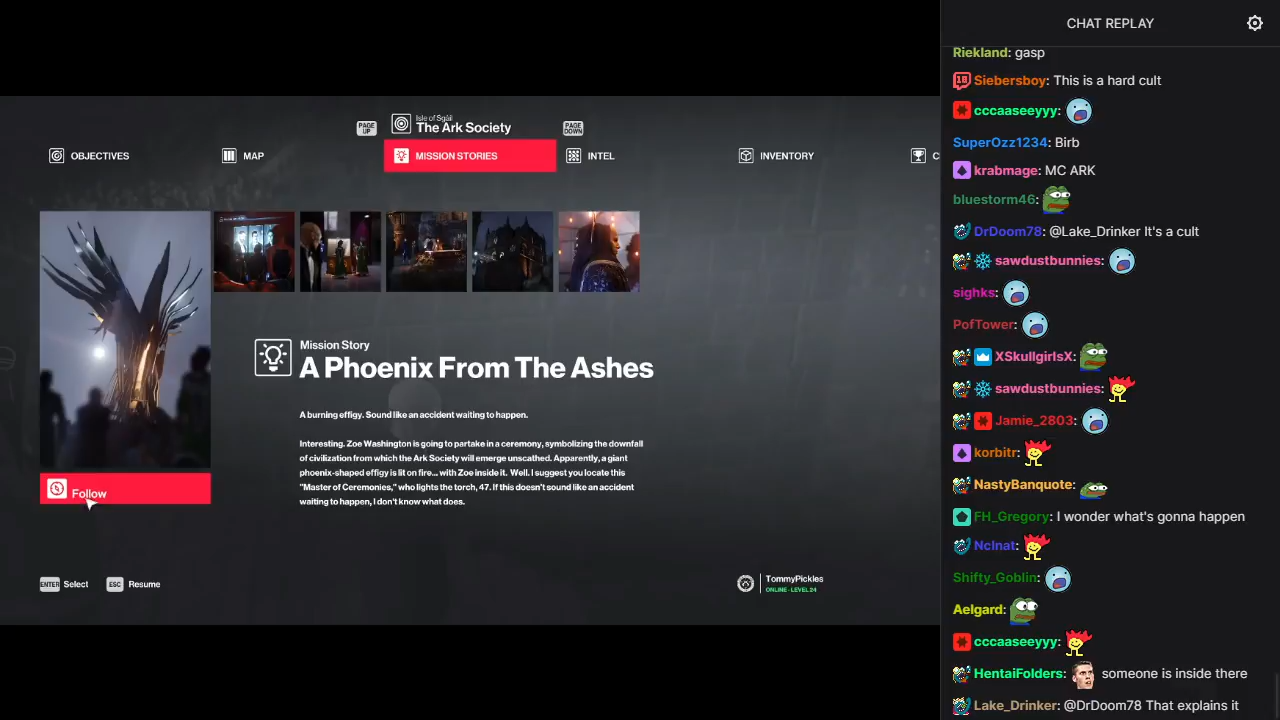 PAGE UP
Isle of Sgàil
The Ark Society
PAGE DOWN
OBJECTIVES
MAP
MISSION STORIES
INTEL
INVENTORY
C
Mission Story
A Phoenix From The Ashes
A burning effigy. Sound like an accident waiting to happen.
Interesting. Zoe Washington is going to partake in a ceremony, symbolizing the downfall
of civilization from which the Ark Society will emerge unscathed. Apparently, a giant
phoenix-shaped effigy is lit on fire... with Zoe inside it. Well. I suggest you locate this
"Master of Ceremonies," who lights the torch, 47. If this doesn't sound like an accident
waiting to happen, I don't know what does.
Follow
ENTER Select
ESC Resume
TommyPickles
ONLINE - LEVEL 24
CHAT REPLAY
Riekland: gasp
18 Siebersboy: This is a hard cult
cccaaseeyyy:
SuperOzz1234: Birb
krabmage: MC ARK
bluestorm46:
DrDoom78: @Lake_Drinker It's a cult
sawdustbunnies:
sighks:
PofTower:
XSkullgirlsX:
sawdustbunnies:
Jamie_2803:
korbitr:
NastyBanquote:
FH_Gregory: I wonder what's gonna happen
Nclnat:
Shifty_Goblin:
Aelgard:
cccaaseeyyy:
HentaiFolders: someone is inside there
Lake_Drinker: @DrDoom78 That explains it